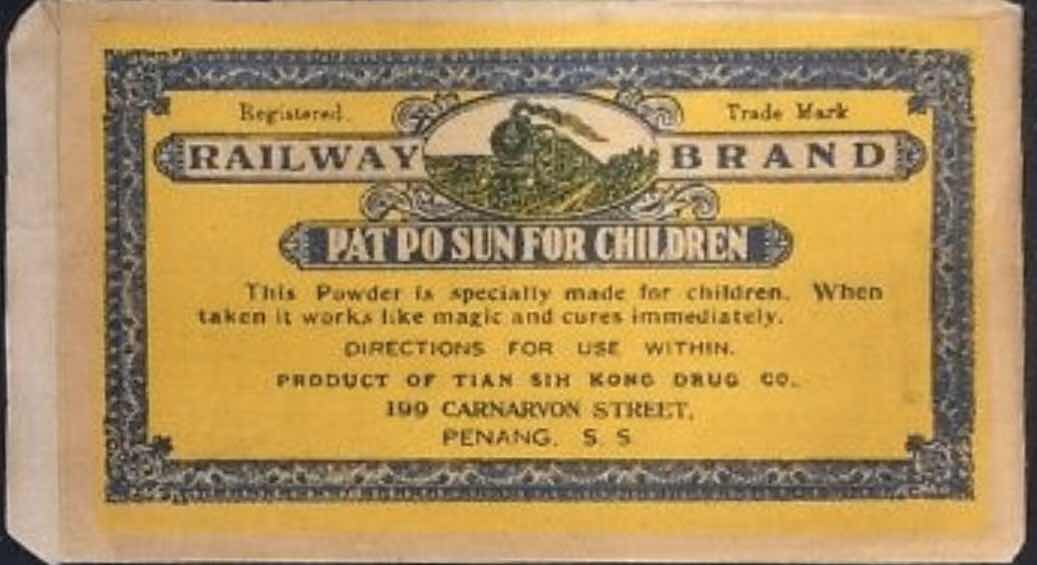 Registered. Trade Mark
RAILWAY BRAND
PAT PO SUN FOR CHILDREN
This Powder is specially made for children. When
taken it works like magic and cures immediately.
DIRECTIONS FOR USE WITHIN.
PRODUCT OF TIAN SIH KONG DRUG CO.
199 CARNARVON STREET,
PENANG. S. S